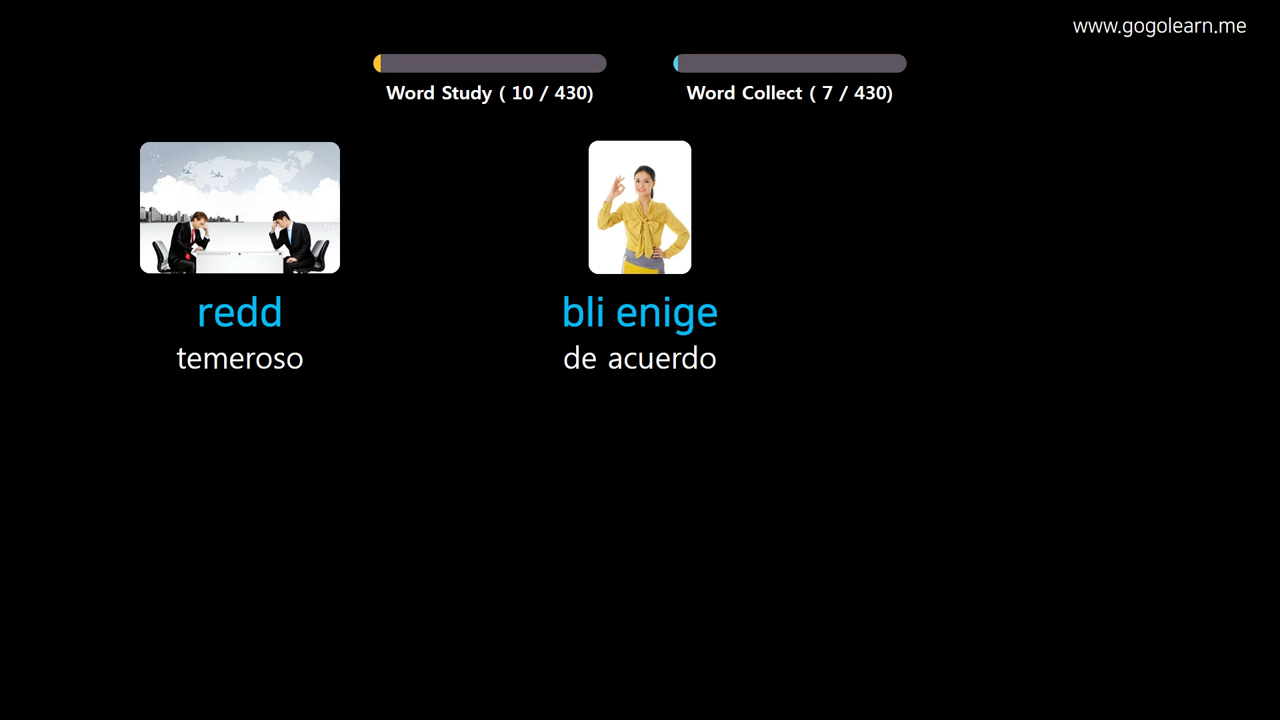 www.gogolearn.me
Word Study ( 10 / 430)
Word Collect ( 7 / 430)
redd
temeroso
bli enige
de acuerdo